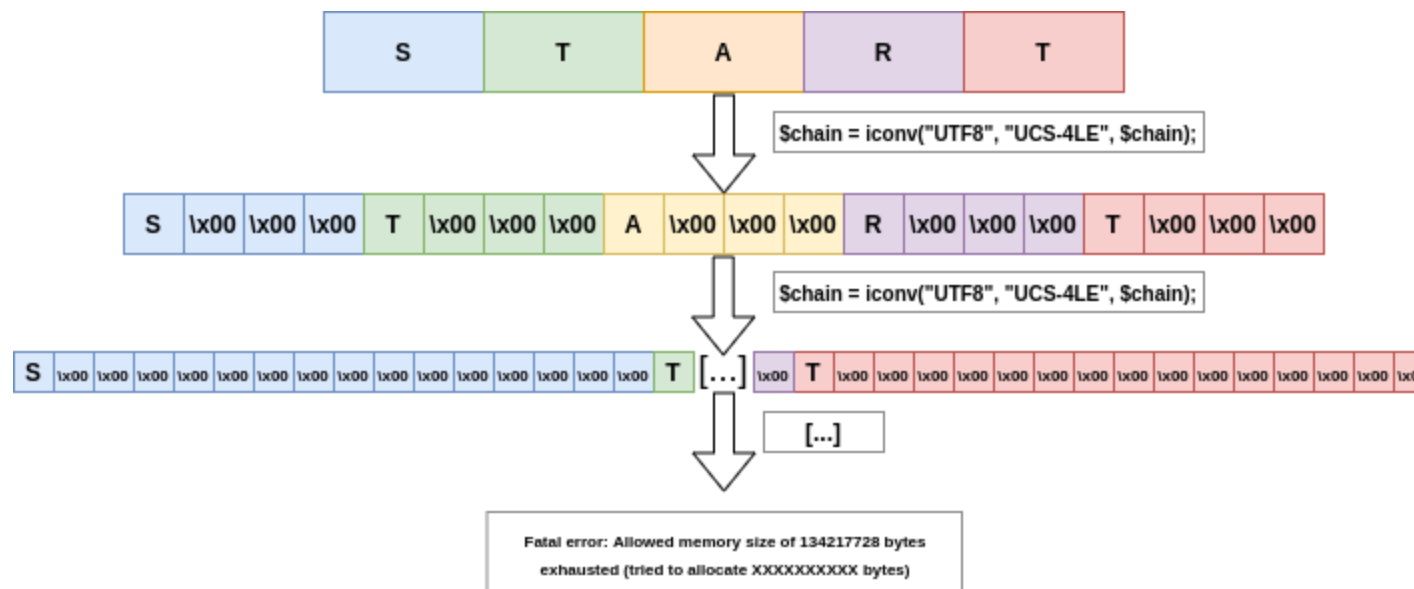 S T A R T
$chain = iconv("UTF8", "UCS-4LE", $chain);
S \x00 \x00 \x00 T \x00 \x00 \x00 A \x00 \x00 \x00 R \x00 \x00 \x00 T \x00 \x00 \x00
$chain = iconv("UTF8", "UCS-4LE", $chain);
S \x00 \x00 \x00 \x00 \x00 \x00 \x00 \x00 \x00 \x00 \x00 \x00 \x00 \x00 \x00 T [...] \x00 T \x00 \x00 \x00 \x00 \x00 \x00 \x00 \x00 \x00 \x00 \x00 \x00 \x00 \x00
[...]
Fatal error: Allowed memory size of 134217728 bytes
exhausted (tried to allocate XXXXXXXXXX bytes)